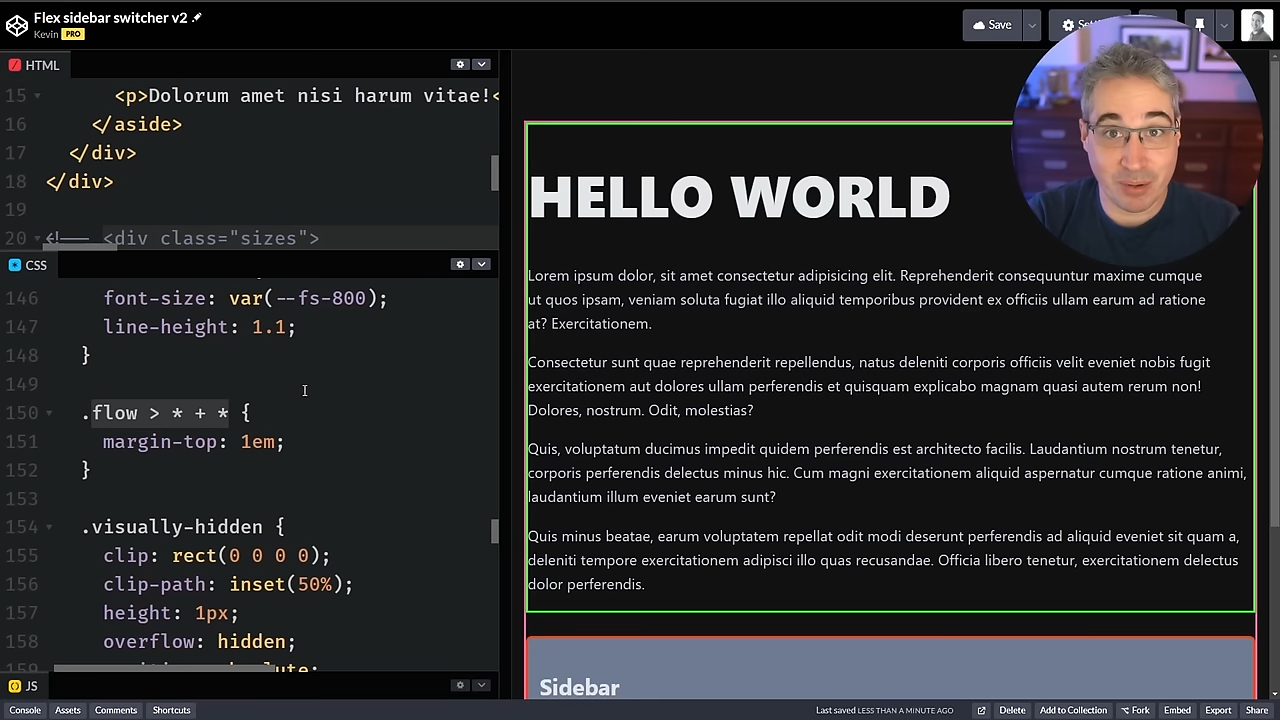 Flex sidebar switcher v2
Kevin PRO
Save
HTML
15 <p>Dolorum amet nisi harum vitae!<
16 </aside>
17 </div>
18 </div>
19
20 <!-- <div class="sizes">
CSS
146 font-size: var(--fs-800);
147 line-height: 1.1;
148 }
149
150 .flow > * + * {
151 margin-top: 1em;
152 }
153
154 .visually-hidden {
155 clip: rect(0 0 0 0);
156 clip-path: inset(50%);
157 height: 1px;
158 overflow: hidden;
159
JS
HELLO WORLD
Lorem ipsum dolor, sit amet consectetur adipisicing elit. Reprehenderit consequuntur maxime cumque
ut quos ipsam, veniam soluta fugiat illo aliquid temporibus provident ex officiis ullam earum ad ratione
at? Exercitationem.
Consectetur sunt quae reprehenderit repellendus, natus deleniti corporis officiis velit eveniet nobis fugit
exercitationem aut dolores ullam perferendis et quisquam explicabo magnam quasi autem rerum non!
Dolores, nostrum. Odit, molestias?
Quis, voluptatum ducimus impedit quidem perferendis est architecto facilis. Laudantium nostrum tenetur,
corporis perferendis delectus minus hic. Cum magni exercitationem aliquid aspernatur cumque ratione animi,
laudantium illum eveniet earum sunt?
Quis minus beatae, earum voluptatem repellat odit modi deserunt perferendis ad aliquid eveniet sit quam a,
deleniti tempore exercitationem adipisci illo quas recusandae. Officia libero tenetur, exercitationem delectus
dolor perferendis.
Sidebar
Console Assets Comments Shortcuts
Last saved LESS THAN A MINUTE AGO Delete Add to Collection Fork Embed Export Share